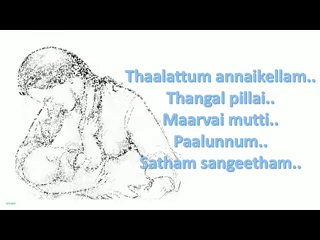 Thaalattum annaikellam..
Thangal pillai..
Maarvai mutti..
Paalunnum..
Satham sangeetham..